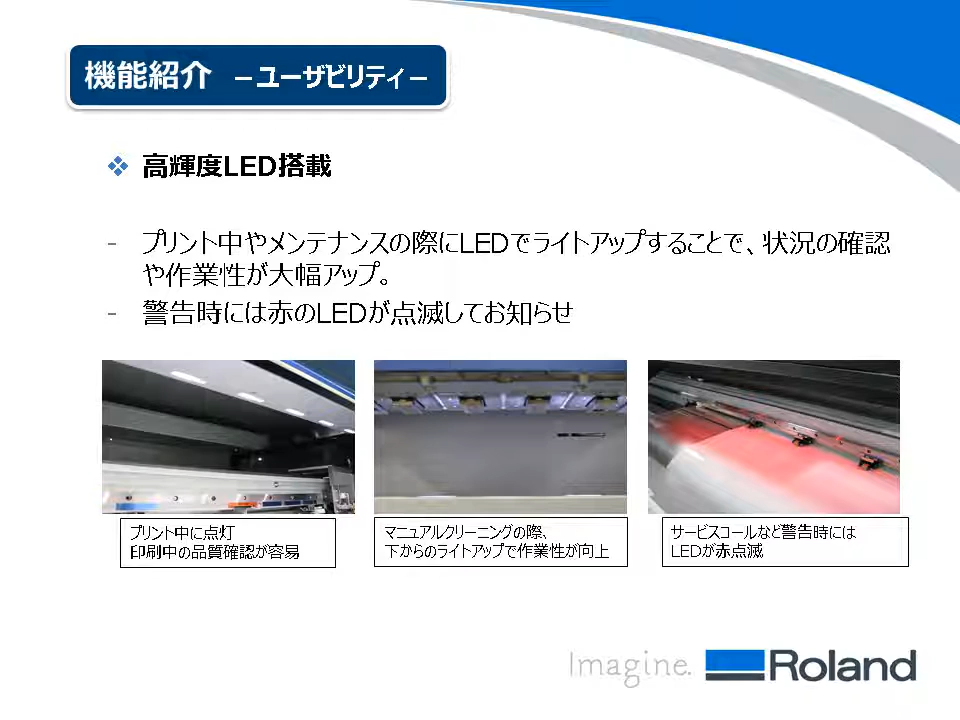 機能紹介 －ユーザビリティ－
❖ 高輝度LED搭載
- プリント中やメンテナンスの際にLEDでライトアップすることで、状況の確認
や作業性が大幅アップ。
- 警告時には赤のLEDが点滅してお知らせ
プリント中に点灯
印刷中の品質確認が容易
マニュアルクリーニングの際、
下からのライトアップで作業性が向上
サービスコールなど警告時には
LEDが赤点滅
Imagine. Roland